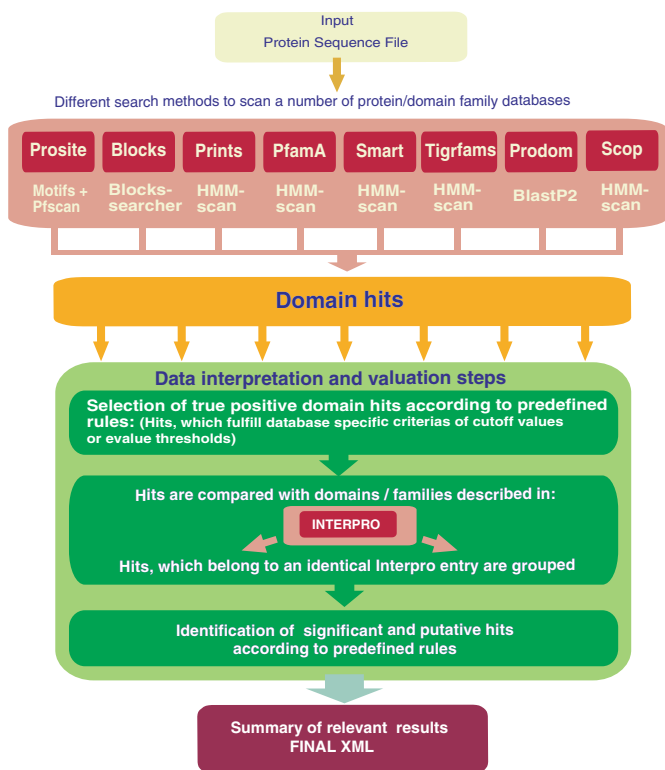 Input
Protein Sequence File
Different search methods to scan a number of protein/domain family databases
Prosite Blocks Prints PfamA Smart Tigrfams Prodom Scop
Motifs + Blocks- HMM- HMM- HMM- HMM- BlastP2 HMM-
Pfscan searcher scan scan scan scan scan
Domain hits
Data interpretation and valuation steps
Selection of true positive domain hits according to predefined
rules: (Hits, which fulfill database specific criterias of cutoff values
or evalue thresholds)
Hits are compared with domains / families described in:
INTERPRO
Hits, which belong to an identical Interpro entry are grouped
Identification of significant and putative hits
according to predefined rules
Summary of relevant results
FINAL XML